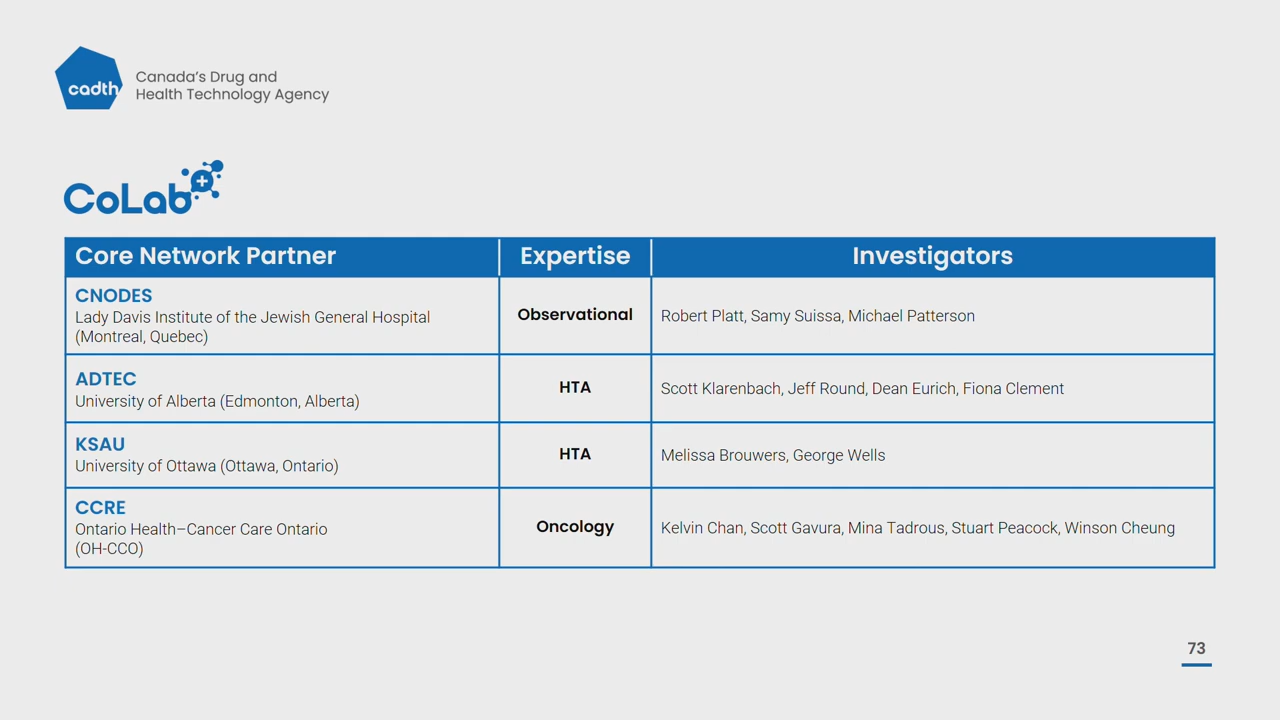 cadth
Canada's Drug and
Health Technology Agency
CoLab
Core Network Partner
Expertise
Investigators
CNODES
Lady Davis Institute of the Jewish General Hospital
(Montreal, Quebec)
Observational
Robert Platt, Samy Suissa, Michael Patterson
ADTEC
University of Alberta (Edmonton, Alberta)
HTA
Scott Klarenbach, Jeff Round, Dean Eurich, Fiona Clement
KSAU
University of Ottawa (Ottawa, Ontario)
HTA
Melissa Brouwers, George Wells
CCRE
Ontario Health–Cancer Care Ontario
(OH-CCO)
Oncology
Kelvin Chan, Scott Gavura, Mina Tadrous, Stuart Peacock, Winson Cheung
73